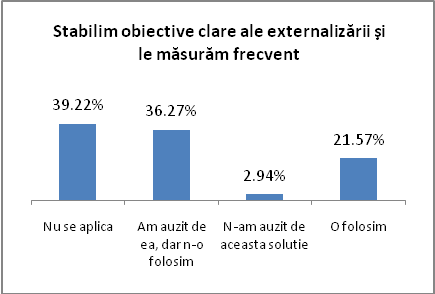 Stabilim obiective clare ale externalizării şi
le măsurăm frecvent
39.22%
36.27%
2.94%
21.57%
Nu se aplica
Am auzit de
ea, dar n-o
folosim
N-am auzit de
aceasta solutie
O folosim